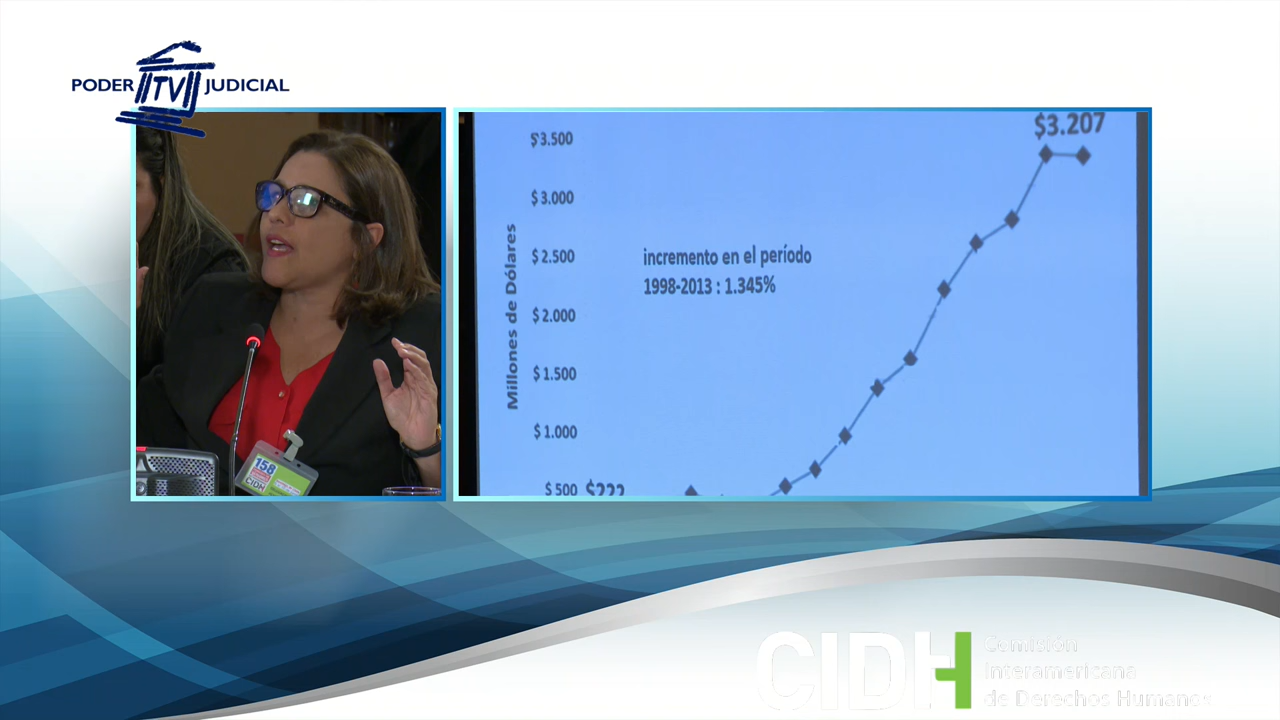 PODER TV JUDICIAL
$3.207
$3.500
$3.000
$2.500
$2.000
$1.500
$1.000
$500
$222
Millones de Dólares
incremento en el período
1998-2013 : 1.345%
158
CIDH
CIDH
Comisión
Interamericana
de Derechos Humanos